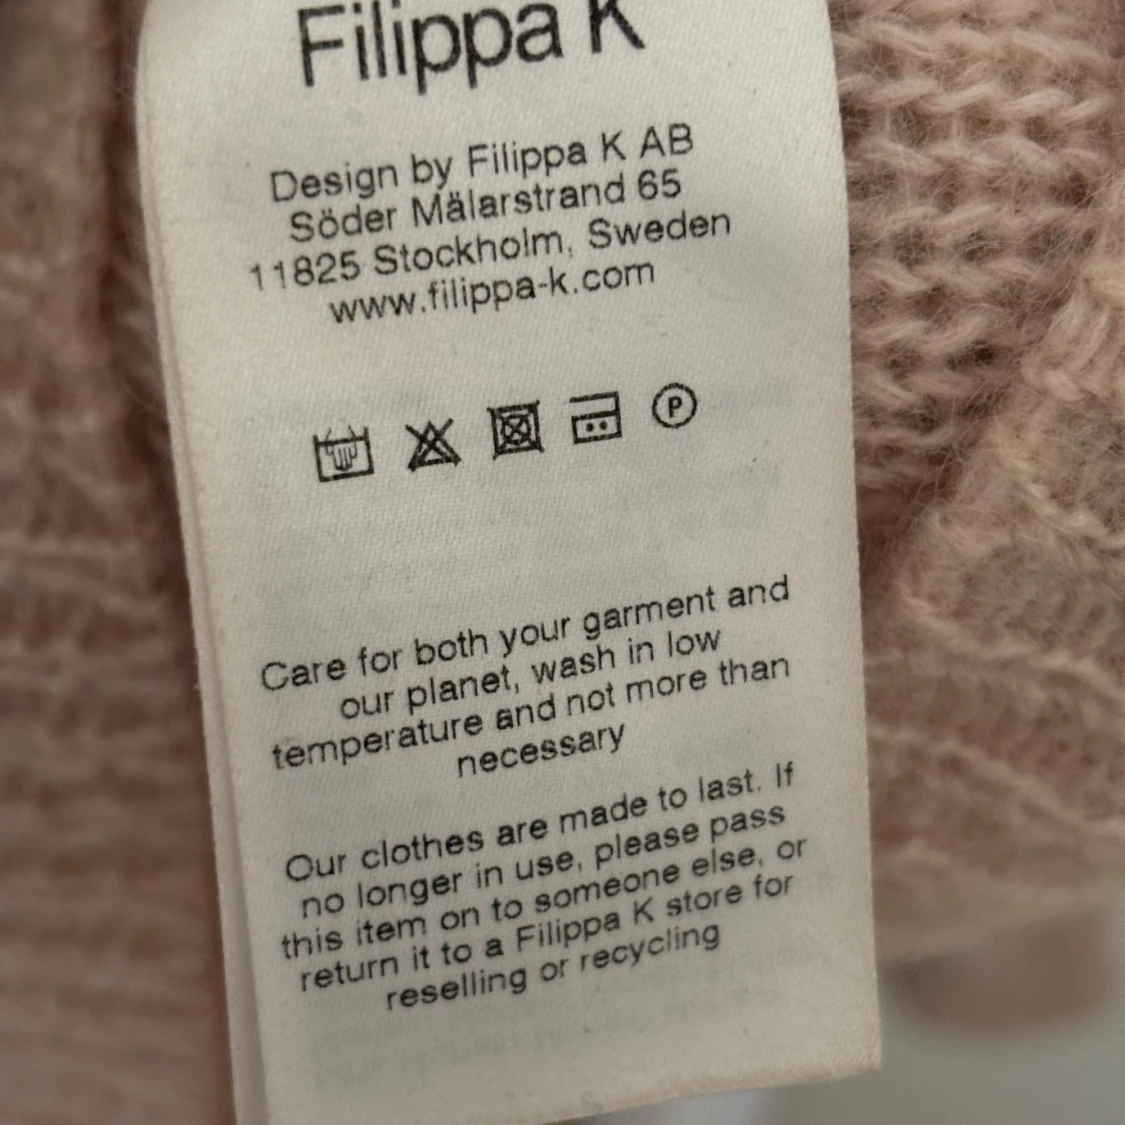 Filippa K
Design by Filippa K AB
Söder Mälarstrand 65
11825 Stockholm, Sweden
www.filippa-k.com
P
Care for both your garment and
our planet, wash in low
temperature and not more than
necessary
Our clothes are made to last. If
no longer in use, please pass
this item on to someone else, or
return it to a Filippa K store for
reselling or recycling